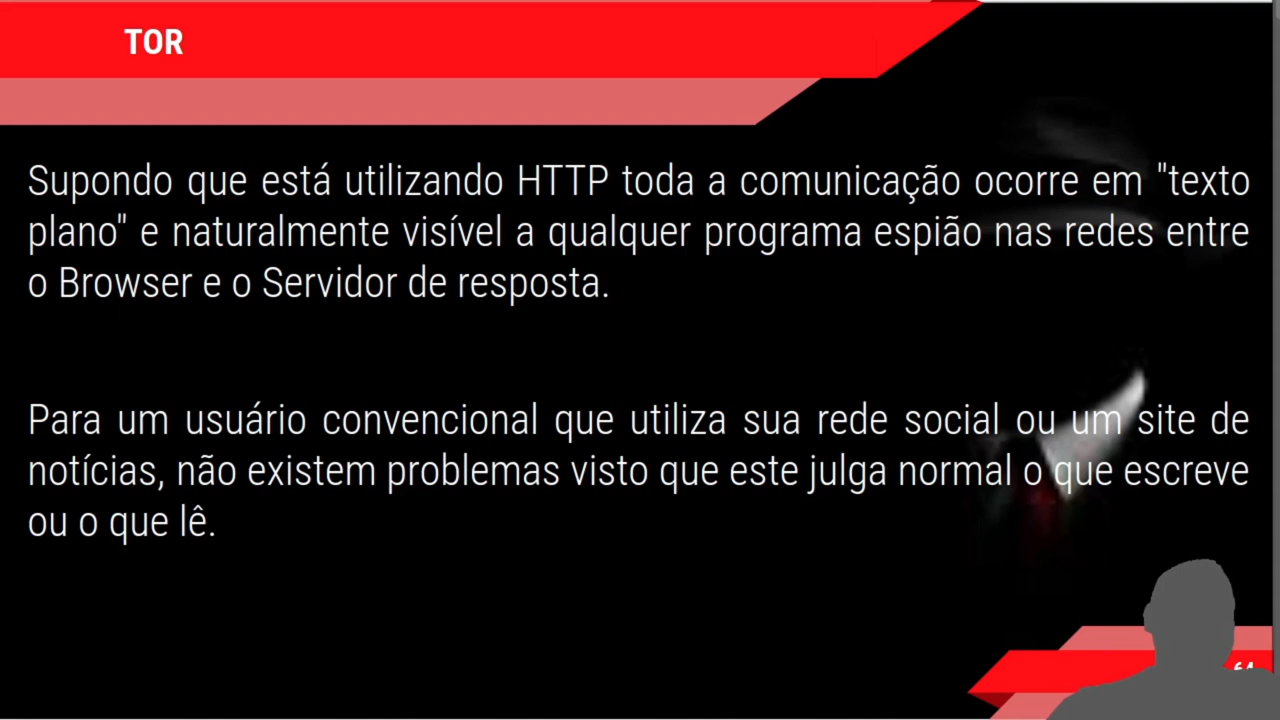 TOR
Supondo que está utilizando HTTP toda a comunicação ocorre em "texto
plano" e naturalmente visível a qualquer programa espião nas redes entre
o Browser e o Servidor de resposta.
Para um usuário convencional que utiliza sua rede social ou um site de
notícias, não existem problemas visto que este julga normal o que escreve
ou o que lê.